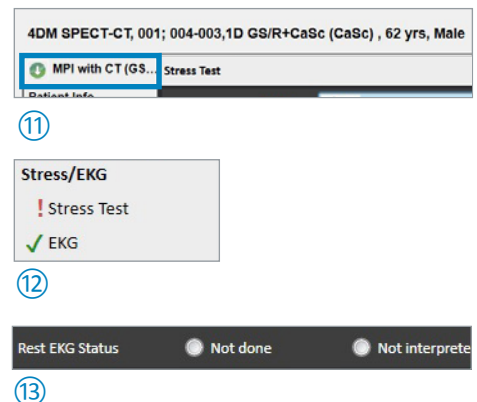 4DM SPECT-CT, 001; 004-003,1D GS/R+CaSc (CaSc) , 62 yrs, Male
MPI with CT (GS... Stress Test
Patient Info
11
Stress/EKG
! Stress Test
✓ EKG
12
Rest EKG Status Not done Not interprete
13